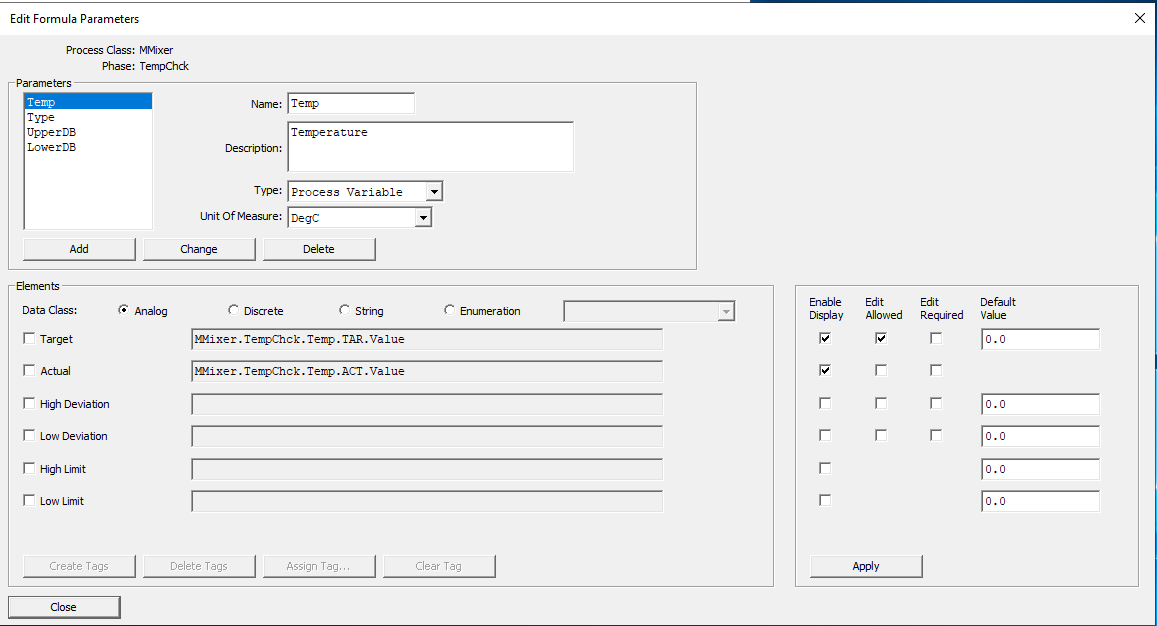 Edit Formula Parameters
Process Class: MMixer
Phase: TempChck
Parameters
Temp
Type
UpperDB
LowerDB
Name: Temp
Description: Temperature
Type: Process Variable
Unit Of Measure: DegC
Add Change Delete
Elements
Data Class: Analog Discrete String Enumeration
Target MMixer.TempChck.Temp.TAR.Value
Actual MMixer.TempChck.Temp.ACT.Value
High Deviation
Low Deviation
High Limit
Low Limit
Create Tags Delete Tags Assign Tag... Clear Tag
Enable Edit Edit Default
Display Allowed Required Value
0.0
0.0
0.0
0.0
0.0
Apply
Close